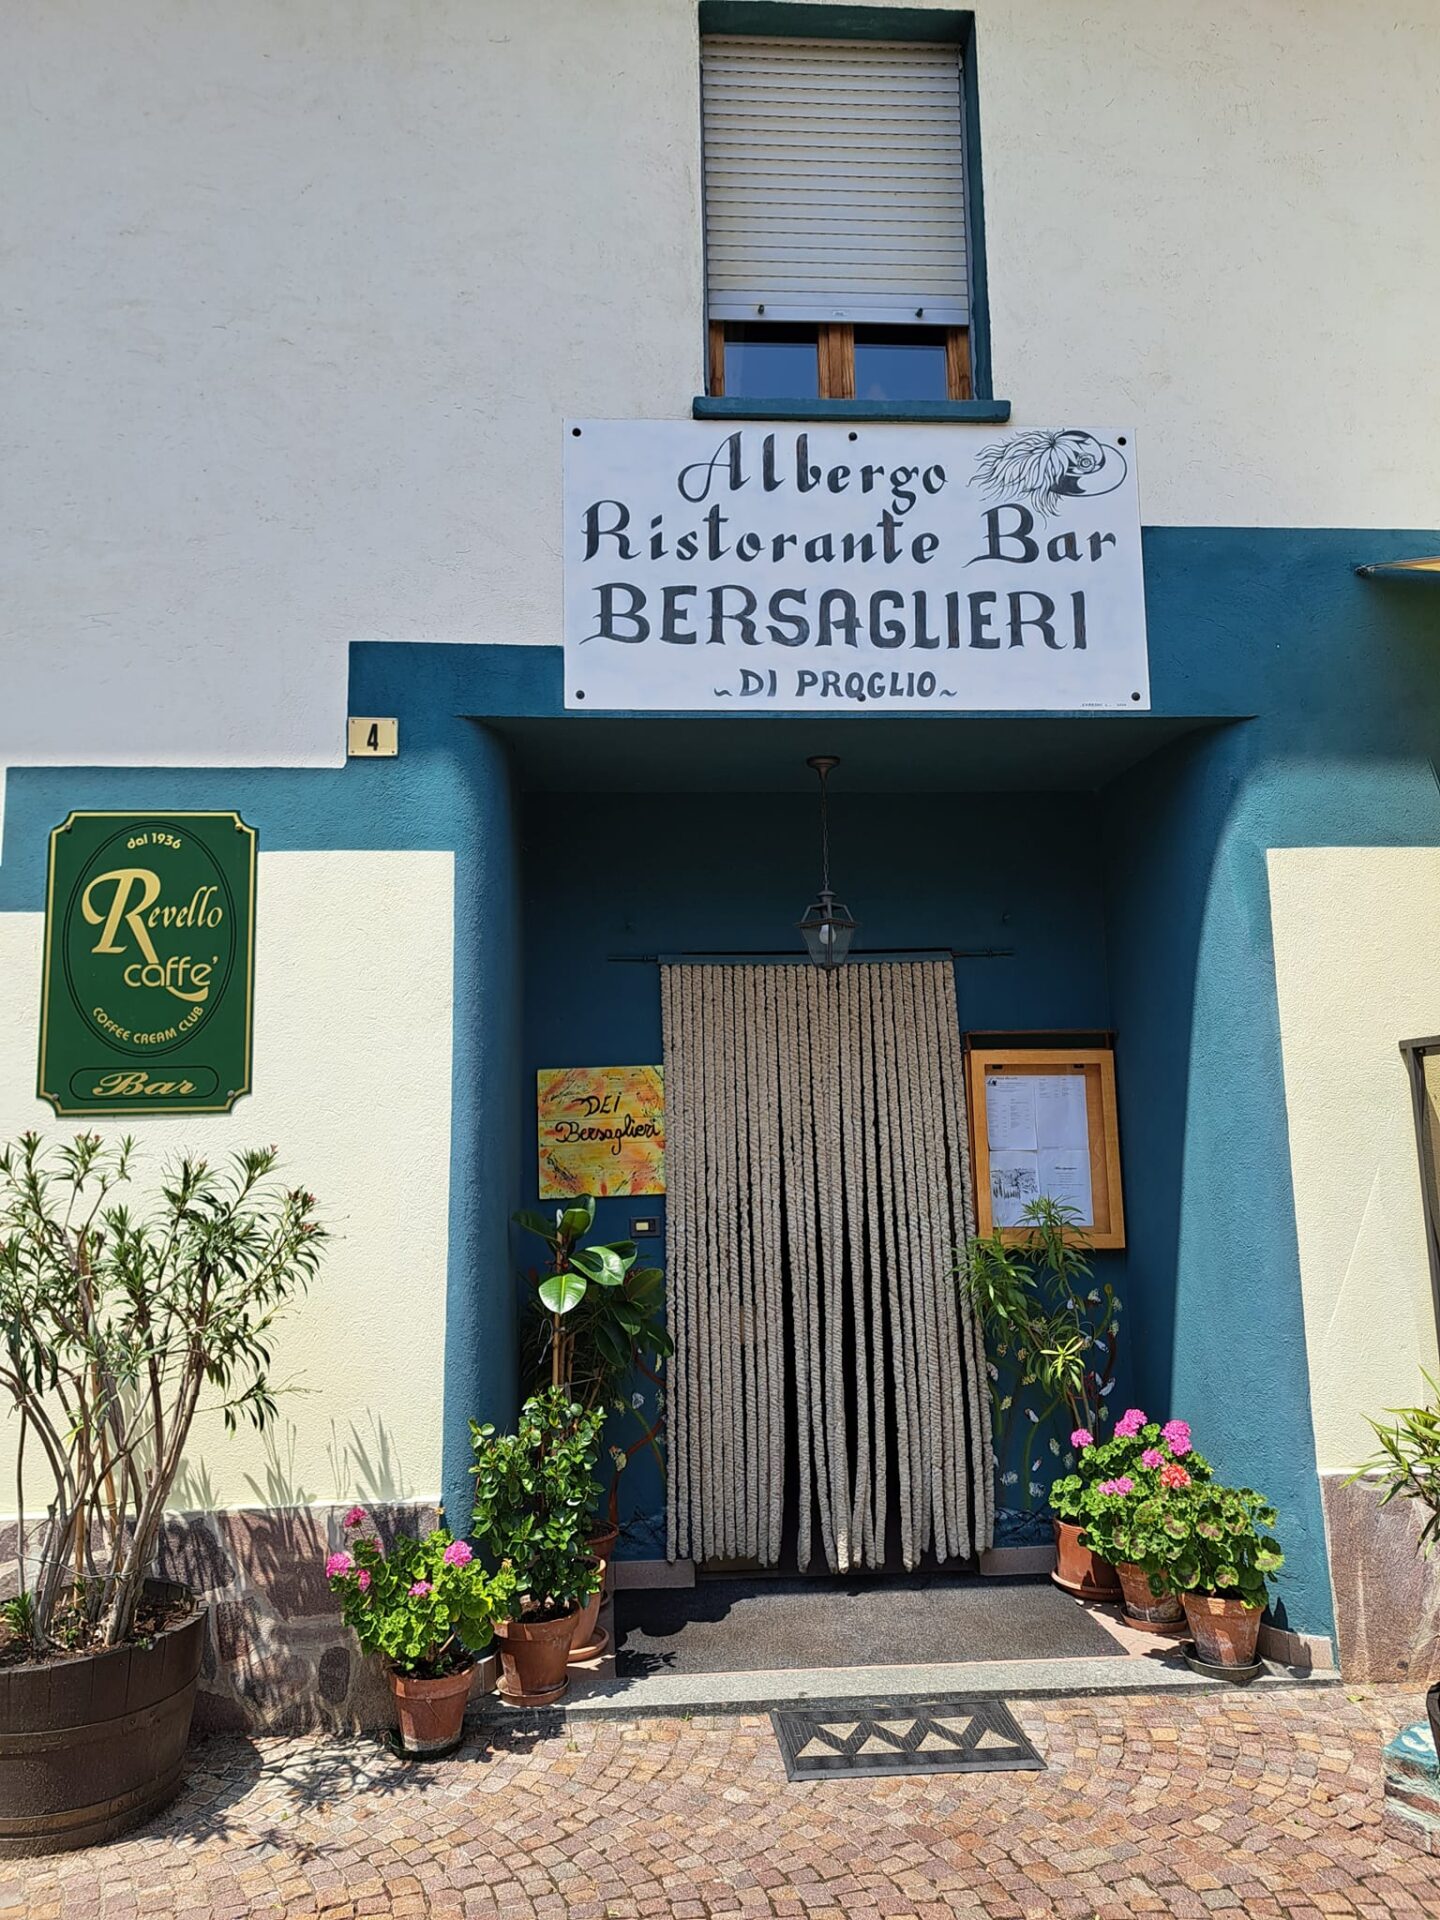 Albergo
Ristorante Bar
BERSAGLIERI
~ DI PROGLIO ~
4
dal 1936
Revello
caffe'
COFFEE CREAM CLUB
Bar
DEI
Bersaglieri